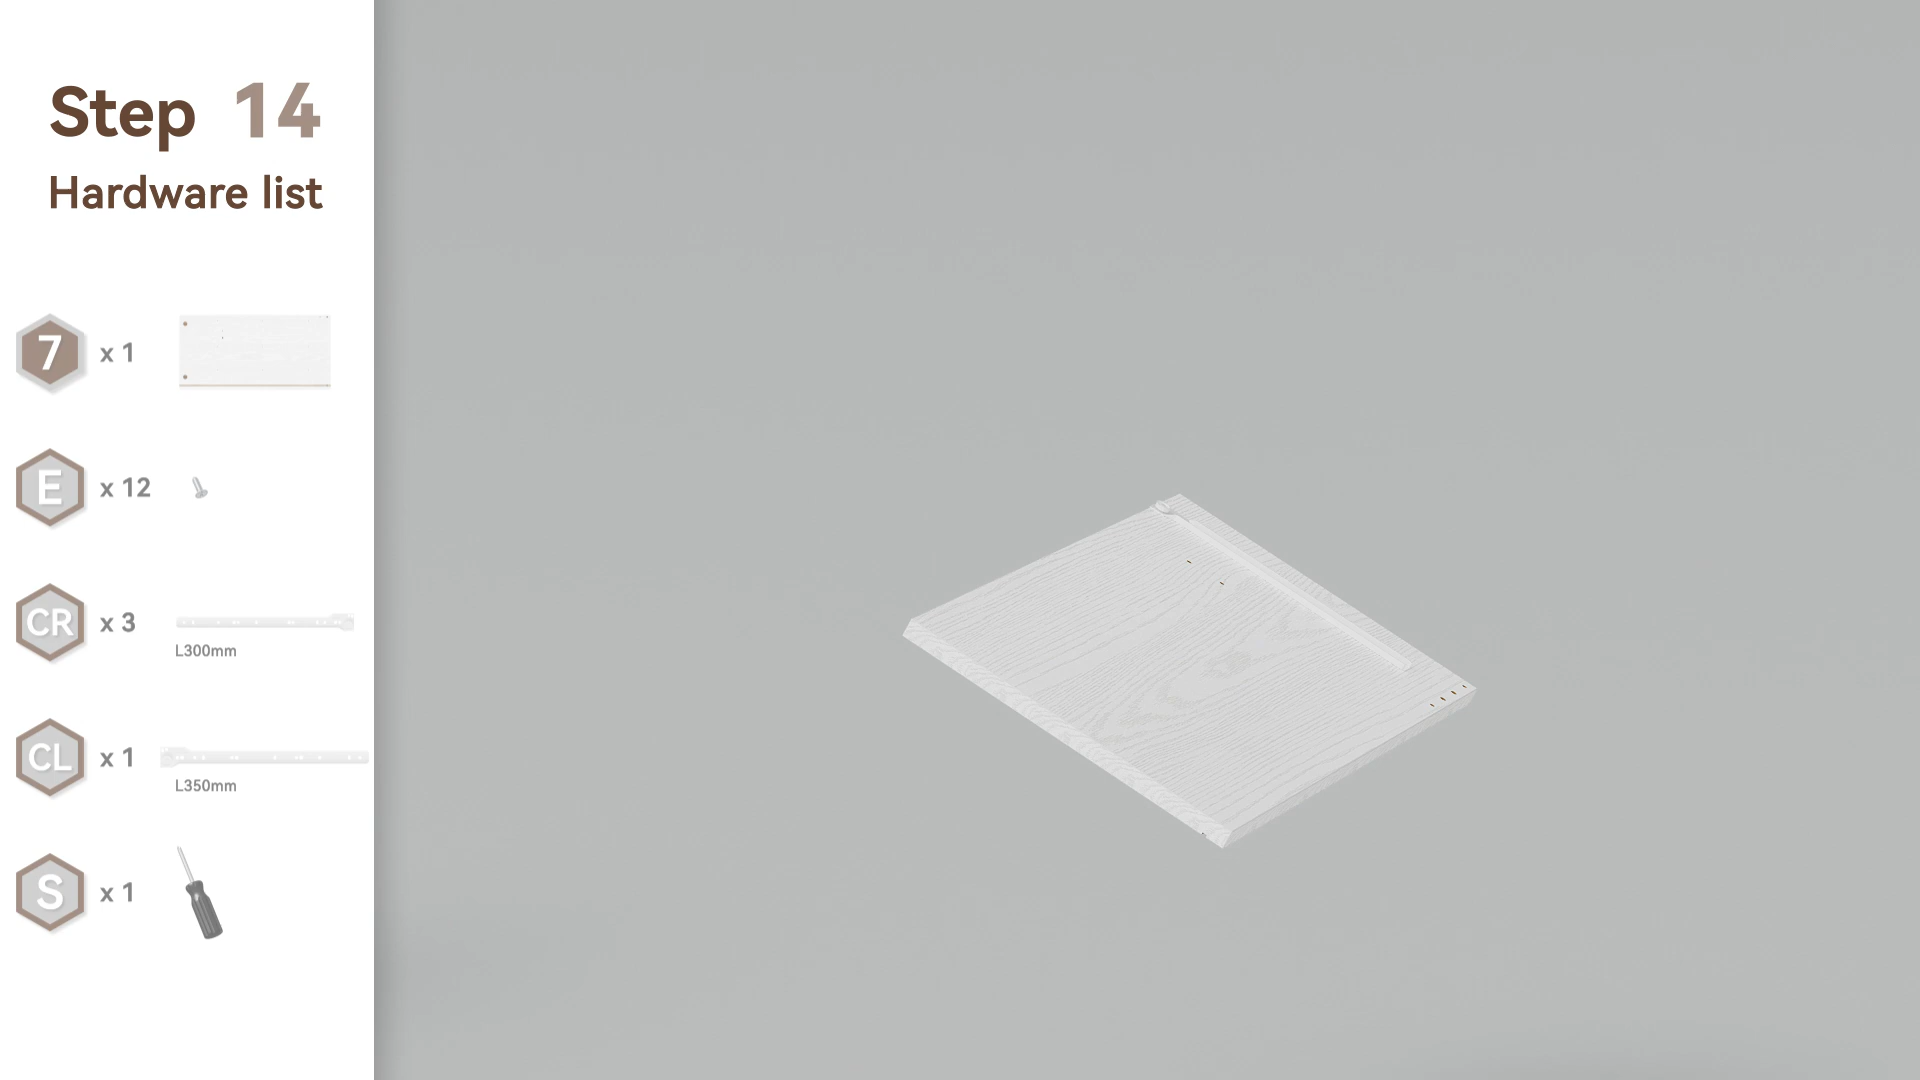 Step 14
Hardware list
7 x 1
E x 12
CR x 3
L300mm
CL x 1
L350mm
S x 1